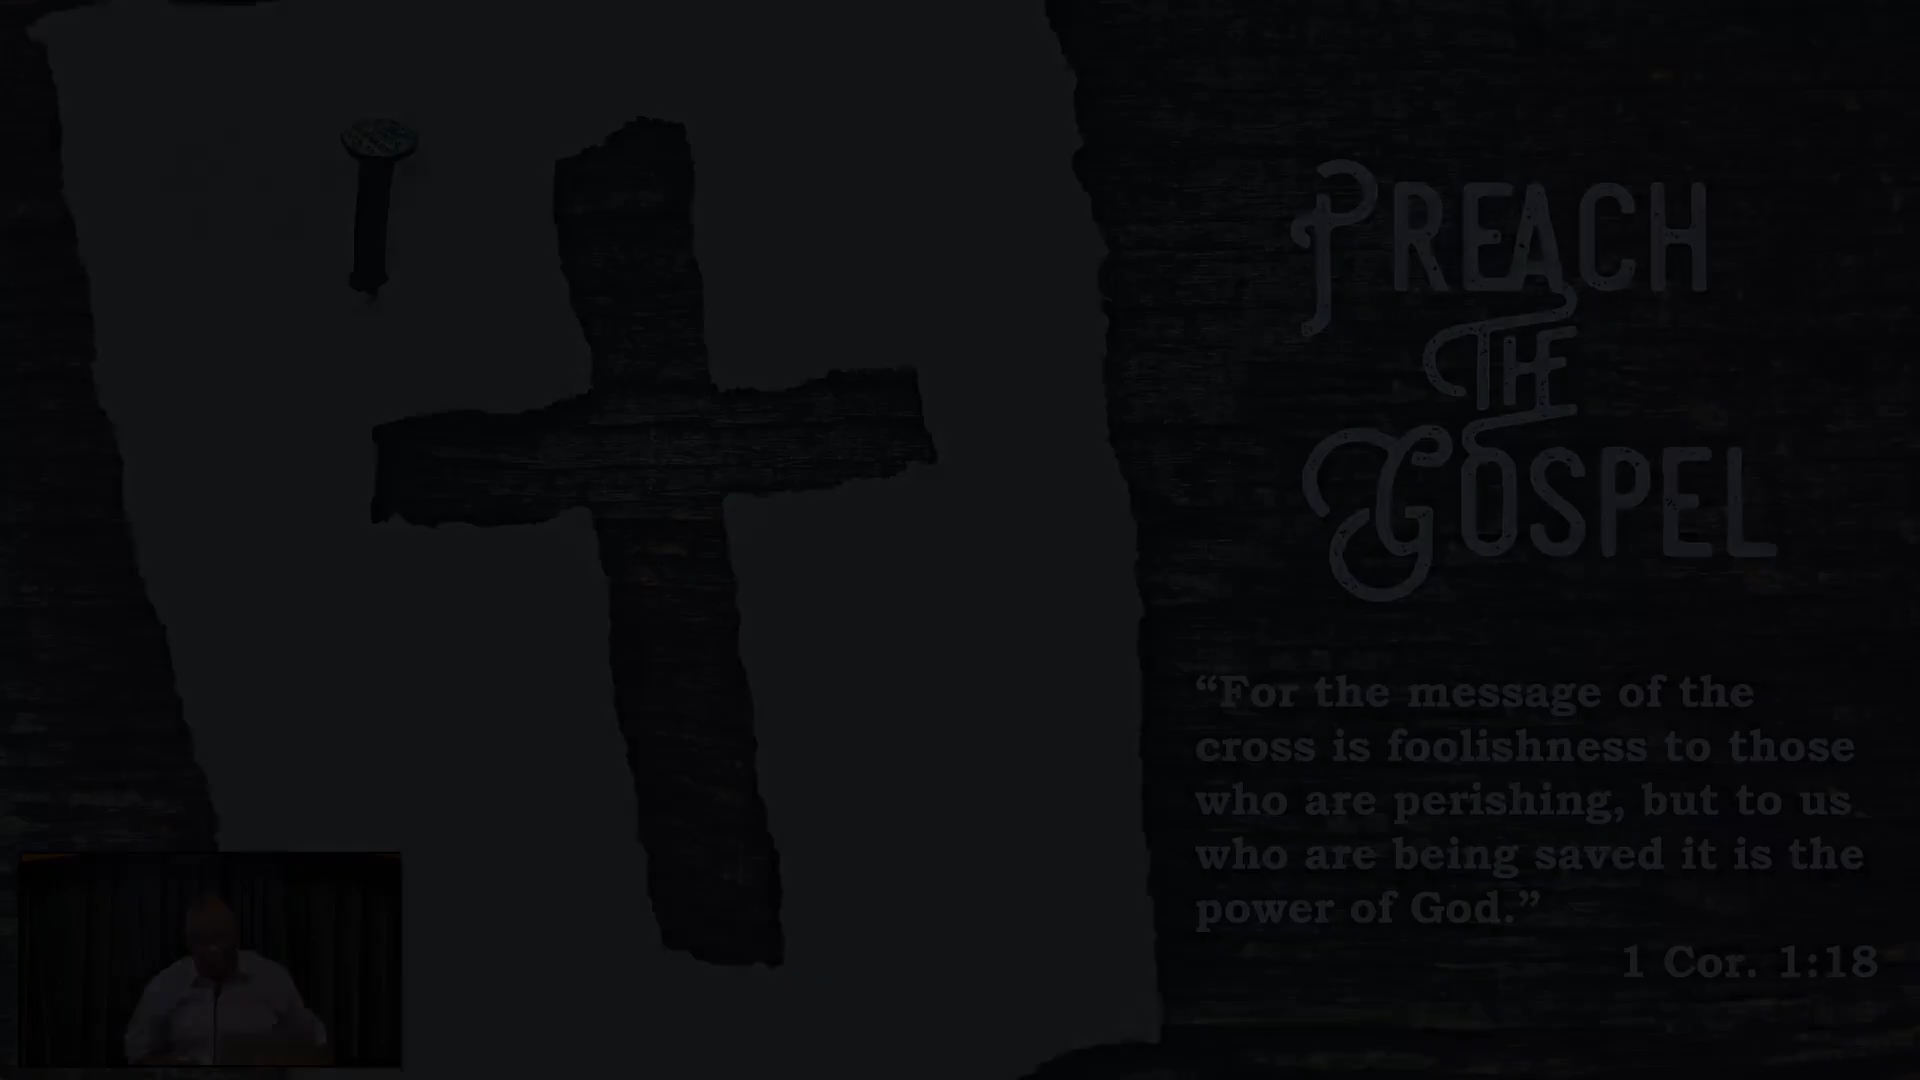 PREACH
THE
GOSPEL
“For the message of the
cross is foolishness to those
who are perishing, but to us
who are being saved it is the
power of God.”
1 Cor. 1:18